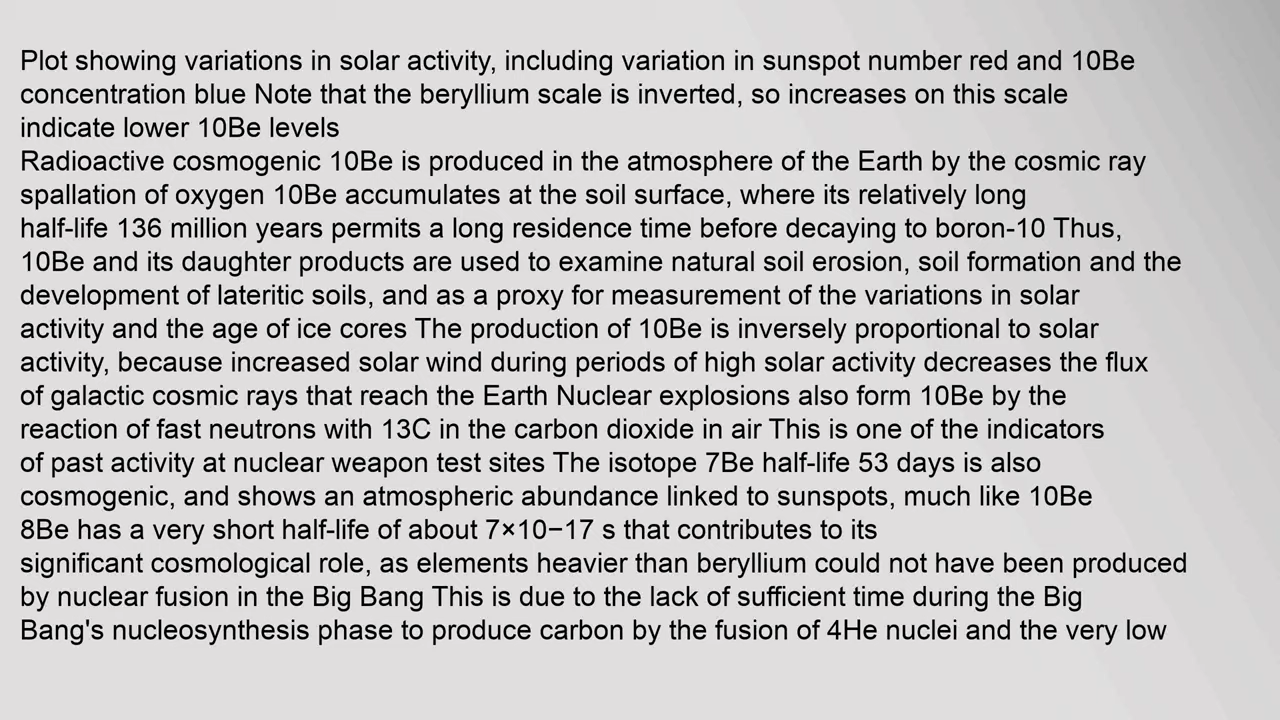 Plot showing variations in solar activity, including variation in sunspot number red and 10Be
concentration blue Note that the beryllium scale is inverted, so increases on this scale
indicate lower 10Be levels
Radioactive cosmogenic 10Be is produced in the atmosphere of the Earth by the cosmic ray
spallation of oxygen 10Be accumulates at the soil surface, where its relatively long
half-life 136 million years permits a long residence time before decaying to boron-10 Thus,
10Be and its daughter products are used to examine natural soil erosion, soil formation and the
development of lateritic soils, and as a proxy for measurement of the variations in solar
activity and the age of ice cores The production of 10Be is inversely proportional to solar
activity, because increased solar wind during periods of high solar activity decreases the flux
of galactic cosmic rays that reach the Earth Nuclear explosions also form 10Be by the
reaction of fast neutrons with 13C in the carbon dioxide in air This is one of the indicators
of past activity at nuclear weapon test sites The isotope 7Be half-life 53 days is also
cosmogenic, and shows an atmospheric abundance linked to sunspots, much like 10Be
8Be has a very short half-life of about 7×10−17 s that contributes to its
significant cosmological role, as elements heavier than beryllium could not have been produced
by nuclear fusion in the Big Bang This is due to the lack of sufficient time during the Big
Bang's nucleosynthesis phase to produce carbon by the fusion of 4He nuclei and the very low